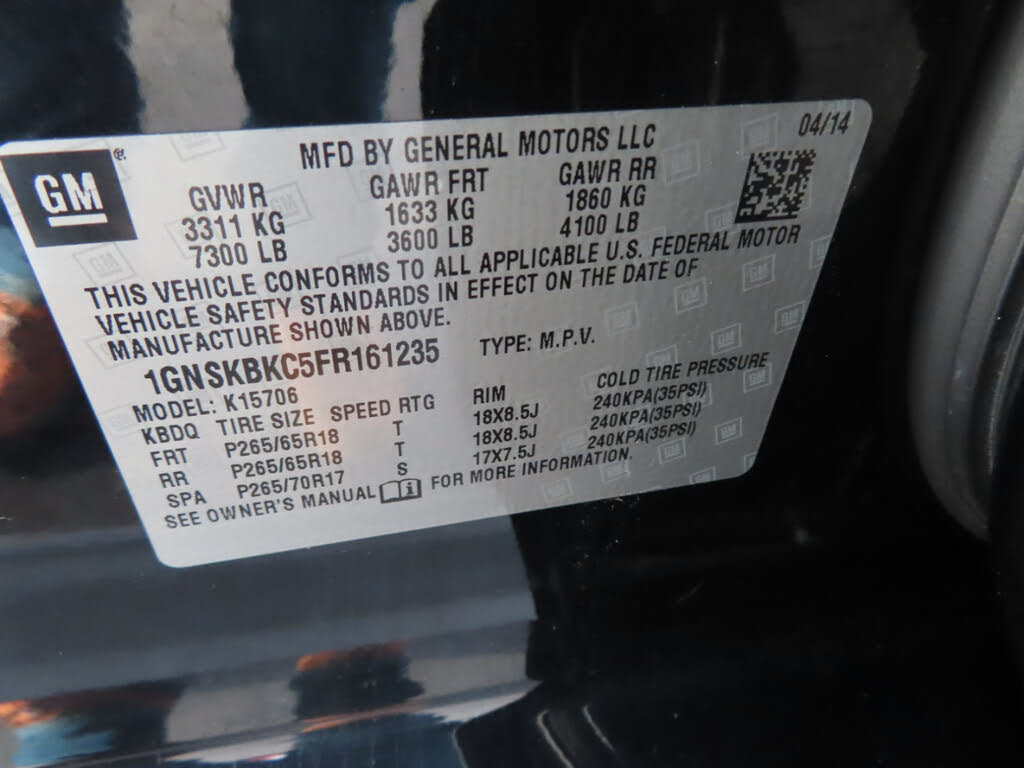 GM
MFD BY GENERAL MOTORS LLC
04/14
GVWR GAWR FRT GAWR RR
3311 KG 1633 KG 1860 KG
7300 LB 3600 LB 4100 LB
THIS VEHICLE CONFORMS TO ALL APPLICABLE U.S. FEDERAL MOTOR
VEHICLE SAFETY STANDARDS IN EFFECT ON THE DATE OF
MANUFACTURE SHOWN ABOVE.
1GNSKBKC5FR161235 TYPE: M.P.V.
MODEL: K15706
KBDQ TIRE SIZE SPEED RTG RIM COLD TIRE PRESSURE
FRT P265/65R18 T 18X8.5J 240KPA(35PSI)
RR P265/65R18 T 18X8.5J 240KPA(35PSI)
SPA P265/70R17 S 17X7.5J 240KPA(35PSI)
SEE OWNER'S MANUAL i FOR MORE INFORMATION.